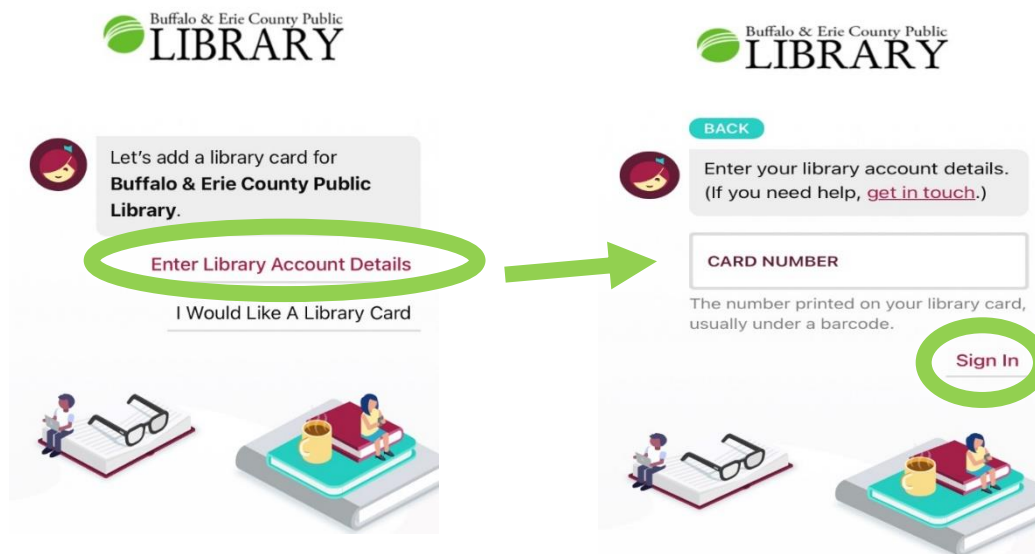 Buffalo & Erie County Public
LIBRARY
Let's add a library card for
Buffalo & Erie County Public
Library.
Enter Library Account Details
I Would Like A Library Card
Buffalo & Erie County Public
LIBRARY
BACK
Enter your library account details.
(If you need help, get in touch.)
CARD NUMBER
The number printed on your library card,
usually under a barcode.
Sign In